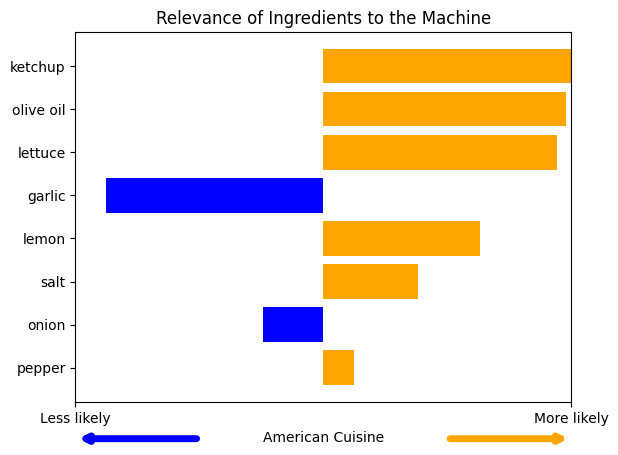 Relevance of Ingredients to the Machine
ketchup
olive oil
lettuce
garlic
lemon
salt
onion
pepper
Less likely
More likely
American Cuisine